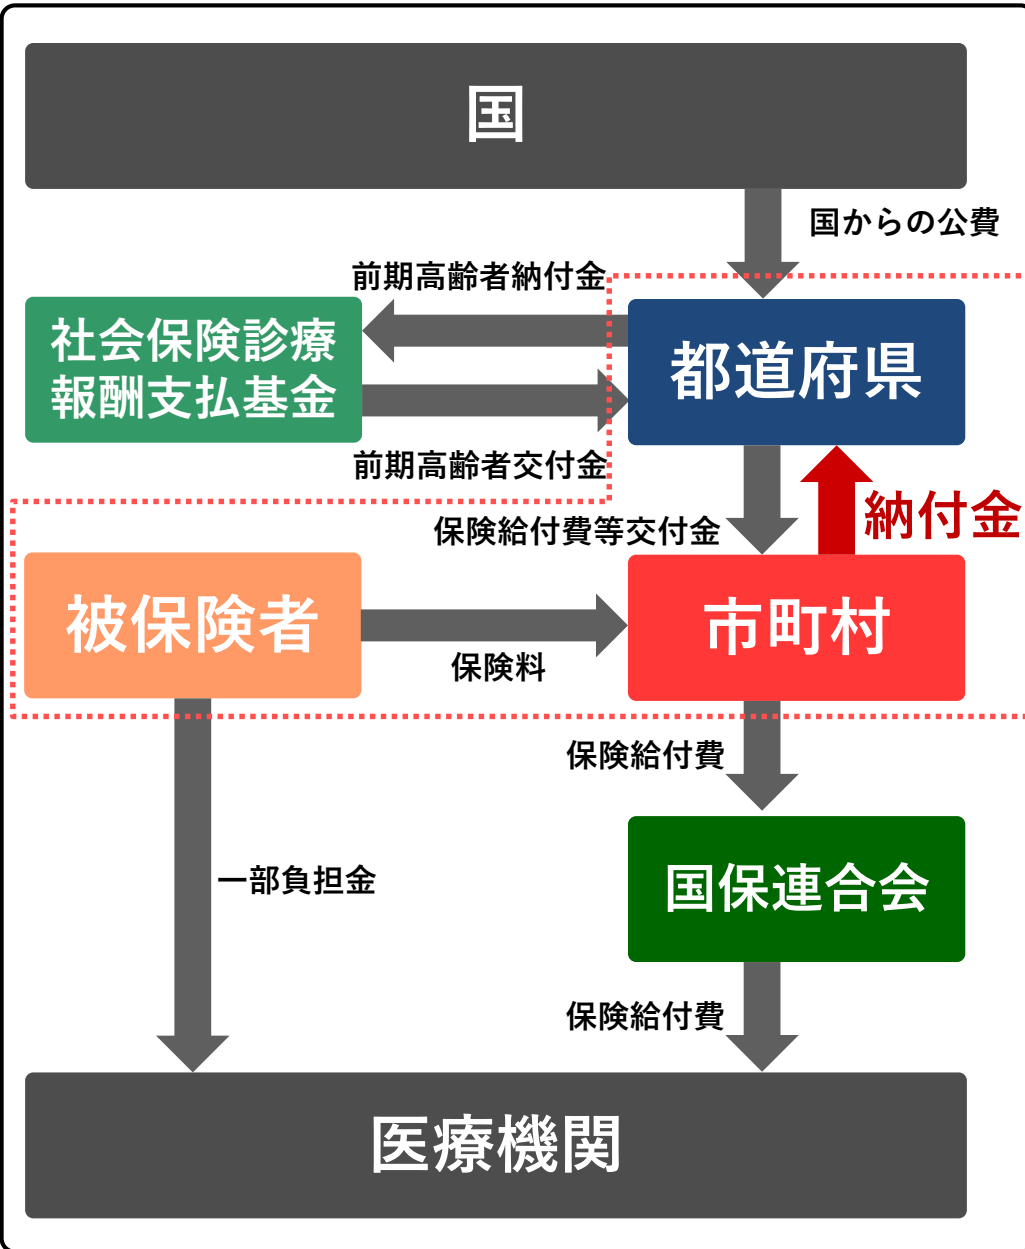 国
国からの公費
前期高齢者納付金
社会保険診療
報酬支払基金
都道府県
前期高齢者交付金
保険給付費等交付金
納付金
被保険者
保険料
市町村
保険給付費
一部負担金
国保連合会
保険給付費
医療機関